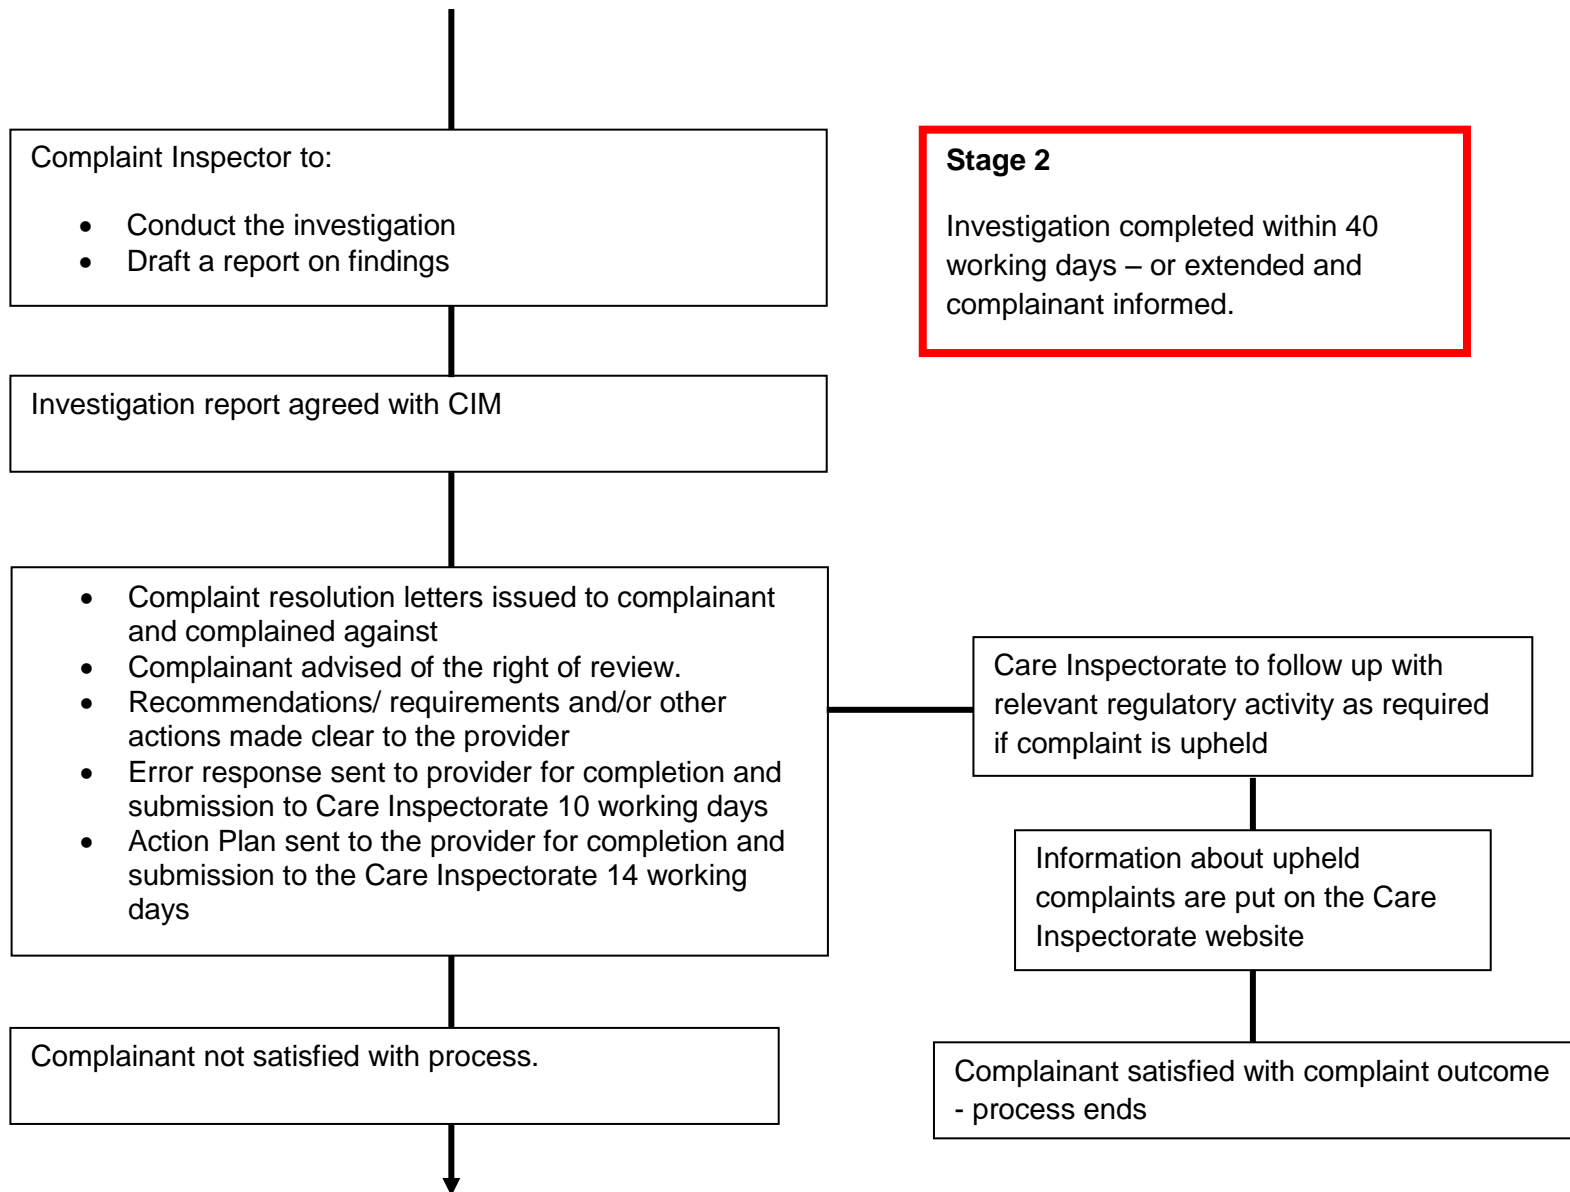 Complaint Inspector to:
• Conduct the investigation
• Draft a report on findings
Stage 2
Investigation completed within 40
working days – or extended and
complainant informed.
Investigation report agreed with CIM
• Complaint resolution letters issued to complainant
and complained against
• Complainant advised of the right of review.
• Recommendations/ requirements and/or other
actions made clear to the provider
• Error response sent to provider for completion and
submission to Care Inspectorate 10 working days
• Action Plan sent to the provider for completion and
submission to the Care Inspectorate 14 working
days
Care Inspectorate to follow up with
relevant regulatory activity as required
if complaint is upheld
Information about upheld
complaints are put on the Care
Inspectorate website
Complainant not satisfied with process.
Complainant satisfied with complaint outcome
- process ends